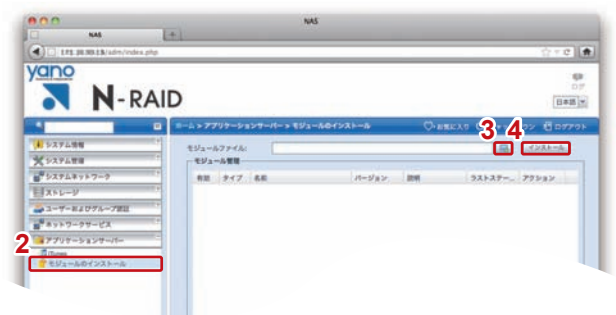 NAS
NAS
/adm/index.php
yano
N-RAID
ログ
日本語
ホーム » アプリケーションサーバー » モジュールのインストール
お気に入り
ログアウト
システム情報
システム管理
システムネットワーク
ストレージ
ユーザーおよびグループ認証
ネットワークサービス
アプリケーションサーバー
iTunes
2
モジュールのインストール
3
4
モジュールファイル:
インストール
モジュール管理
有効 タイプ 名前 バージョン 説明 ラストステー... アクション